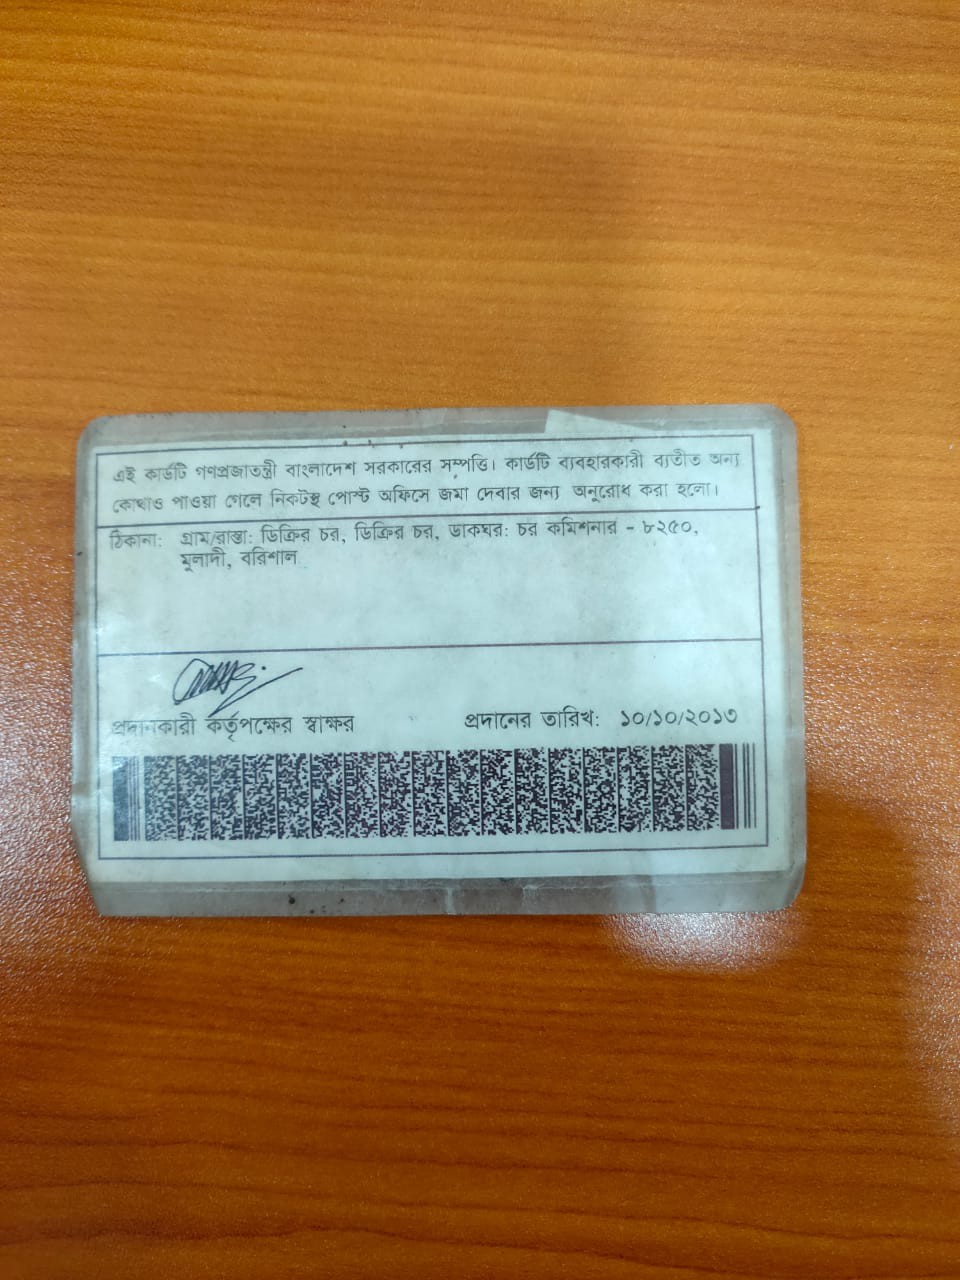 এই কার্ডটি গণপ্রজাতন্ত্রী বাংলাদেশ সরকারের সম্পত্তি। কার্ডটি ব্যবহারকারী ব্যতীত অন্য
কোথাও পাওয়া গেলে নিকটস্থ পোস্ট অফিসে জমা দেবার জন্য অনুরোধ করা হলো।
ঠিকানা: গ্রাম/রাস্তা: ডিক্রির চর, ডিক্রির চর, ডাকঘর: চর কমিশনার - ৮২৫০,
মুলাদী, বরিশাল
প্রদানকারী কর্তৃপক্ষের স্বাক্ষর প্রদানের তারিখ: ১০/১০/২০১৩